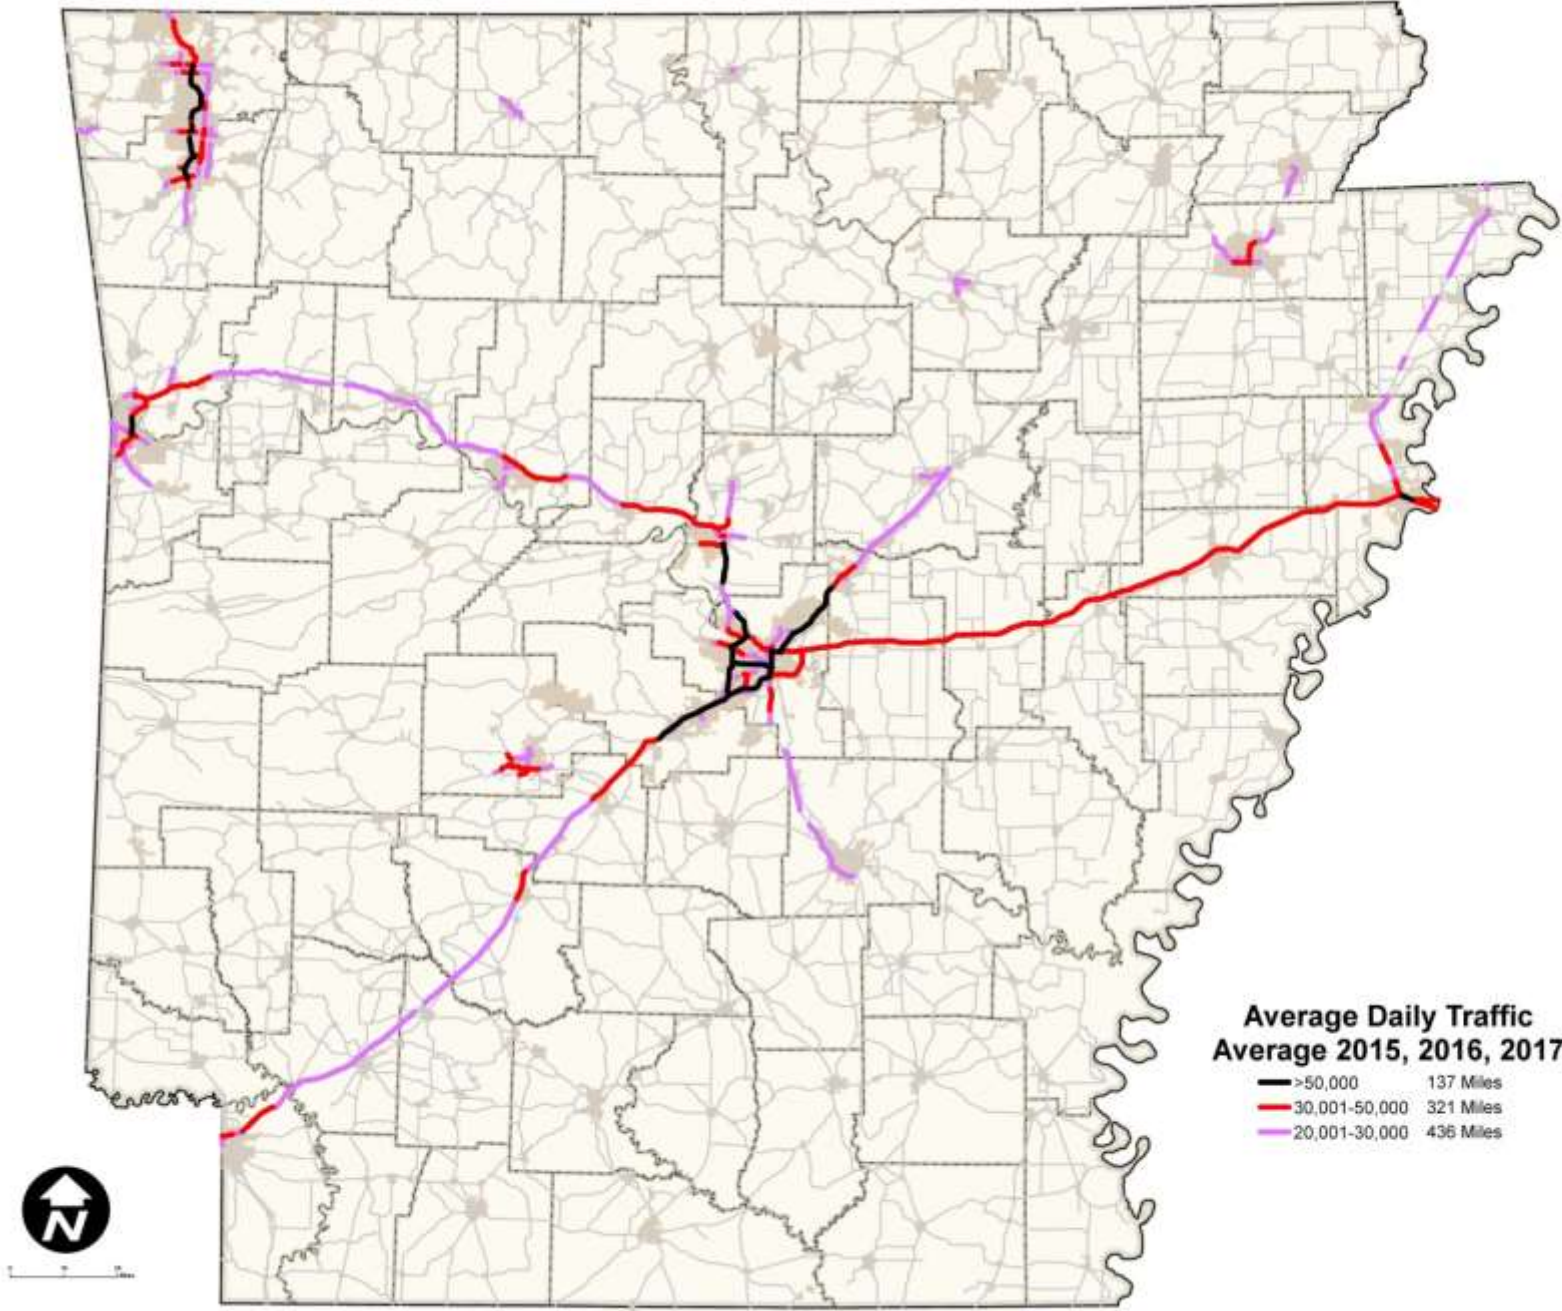 Average Daily Traffic
Average 2015, 2016, 2017
>50,000 137 Miles
30,001-50,000 321 Miles
20,001-30,000 436 Miles
N
Miles